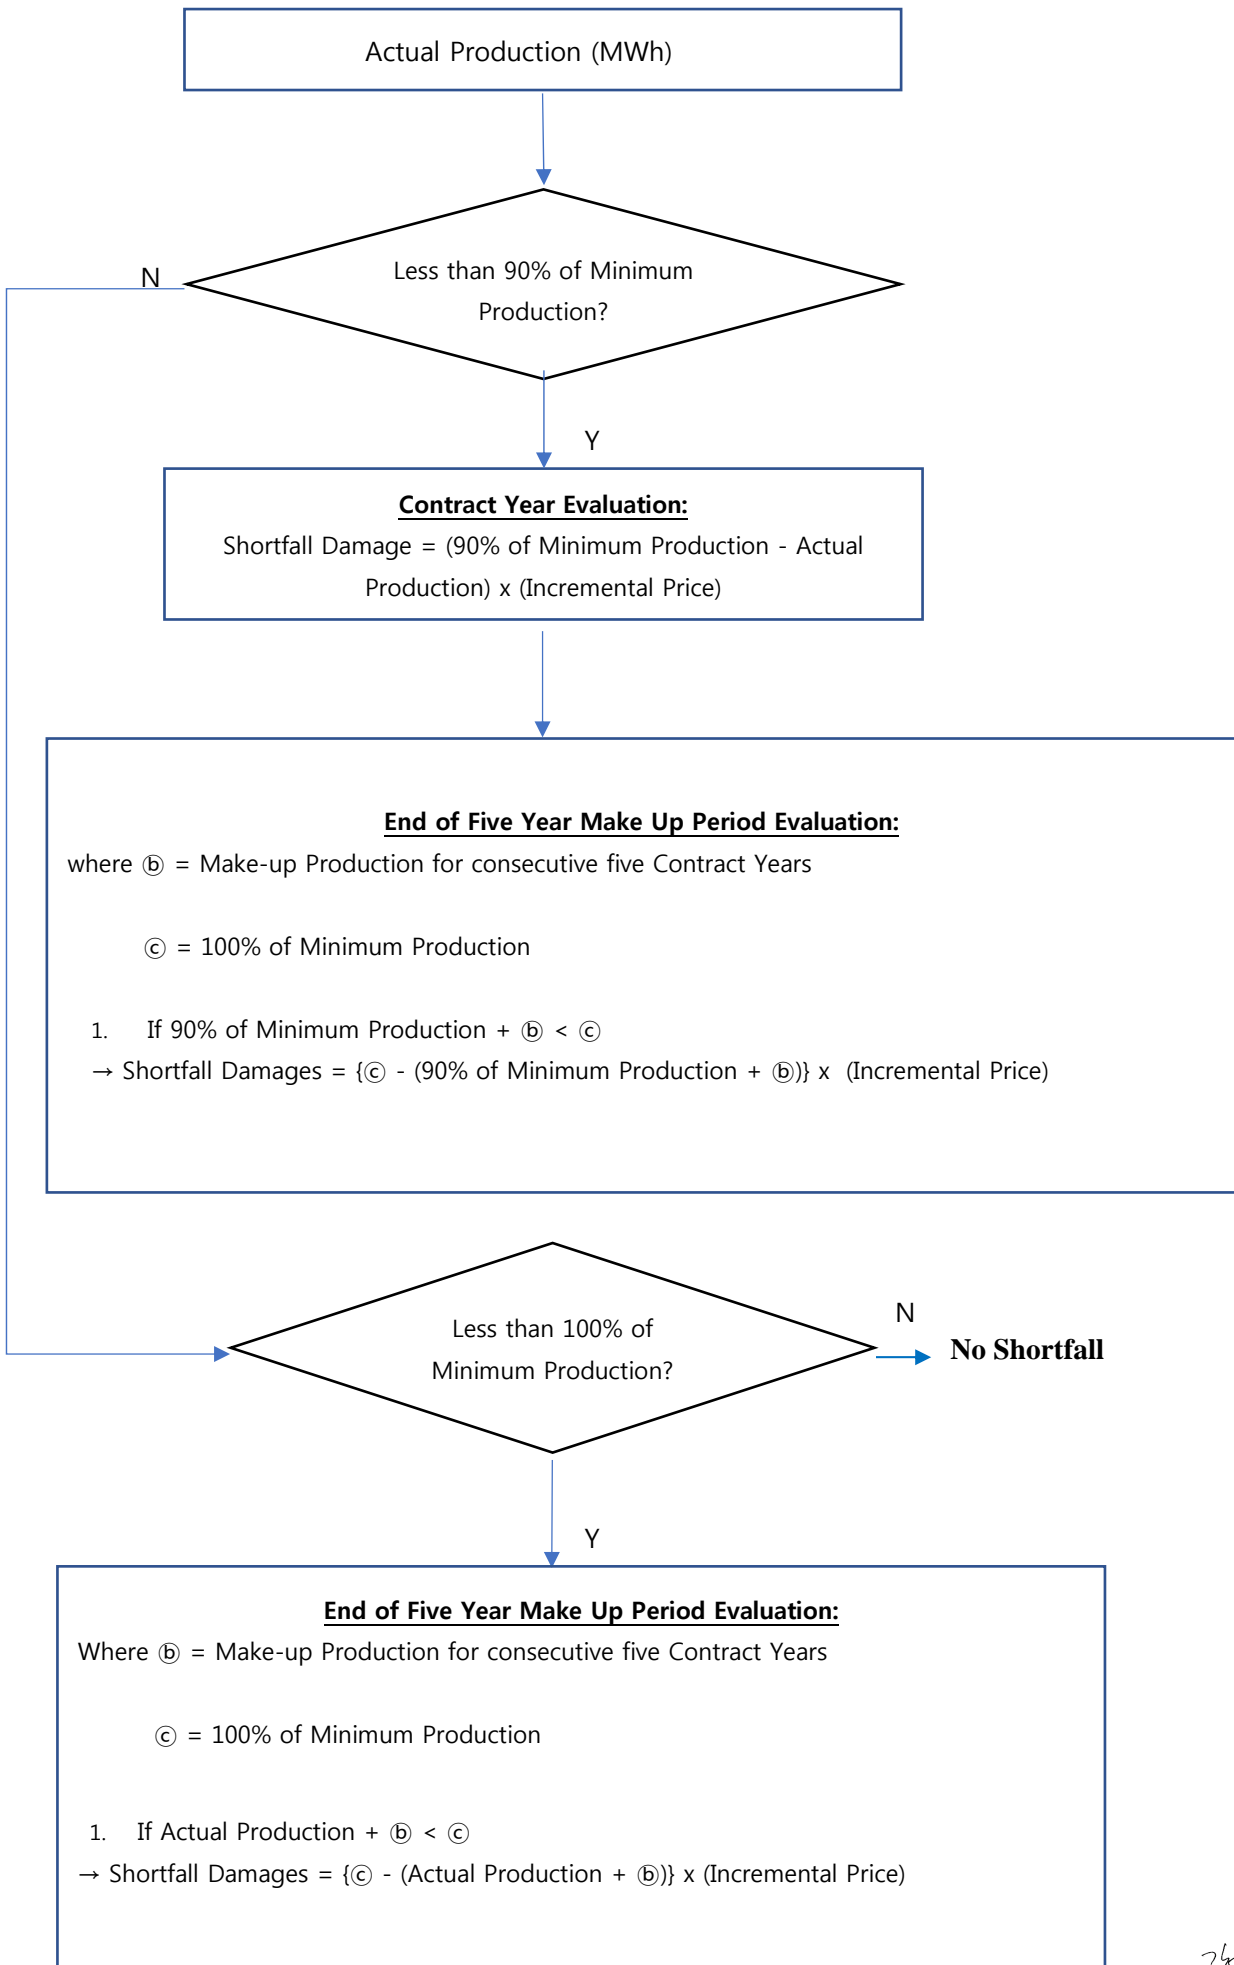 Actual Production (MWh)
Less than 90% of Minimum
Production?
N
Y
Contract Year Evaluation:
Shortfall Damage = (90% of Minimum Production - Actual
Production) x (Incremental Price)
End of Five Year Make Up Period Evaluation:
where ⓑ = Make-up Production for consecutive five Contract Years
ⓒ = 100% of Minimum Production
1. If 90% of Minimum Production + ⓑ < ⓒ
→ Shortfall Damages = {ⓒ - (90% of Minimum Production + ⓑ)} x (Incremental Price)
Less than 100% of
Minimum Production?
N
No Shortfall
Y
End of Five Year Make Up Period Evaluation:
Where ⓑ = Make-up Production for consecutive five Contract Years
ⓒ = 100% of Minimum Production
1. If Actual Production + ⓑ < ⓒ
→ Shortfall Damages = {ⓒ - (Actual Production + ⓑ)} x (Incremental Price)